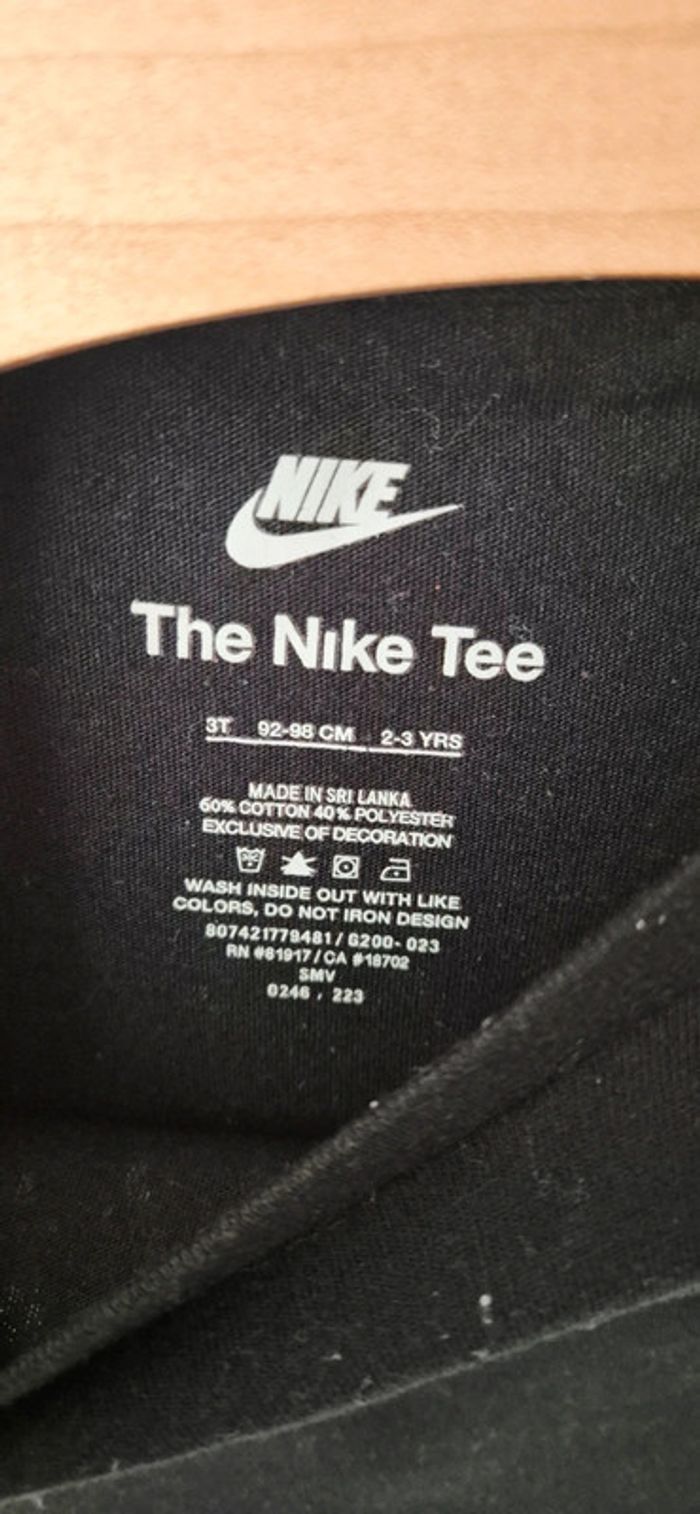 NIKE
The Nike Tee
3T 92-98 CM 2-3 YRS
MADE IN SRI LANKA
60% COTTON 40% POLYESTER
EXCLUSIVE OF DECORATION
WASH INSIDE OUT WITH LIKE
COLORS, DO NOT IRON DESIGN
807421779481 / G200- 023
RN #81917 / CA #18702
SMV
0246 , 223